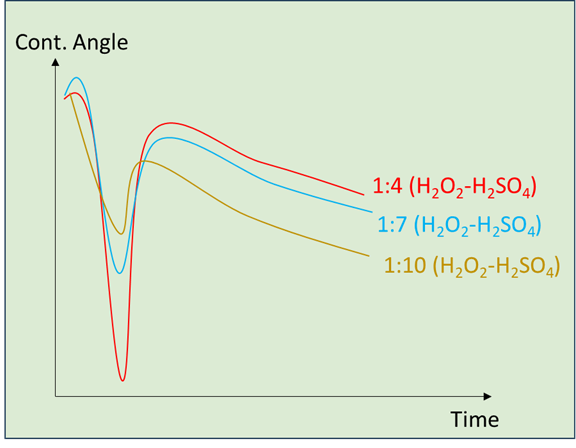 Cont. Angle
1:4 (H₂O₂-H₂SO₄)
1:7 (H₂O₂-H₂SO₄)
1:10 (H₂O₂-H₂SO₄)
Time